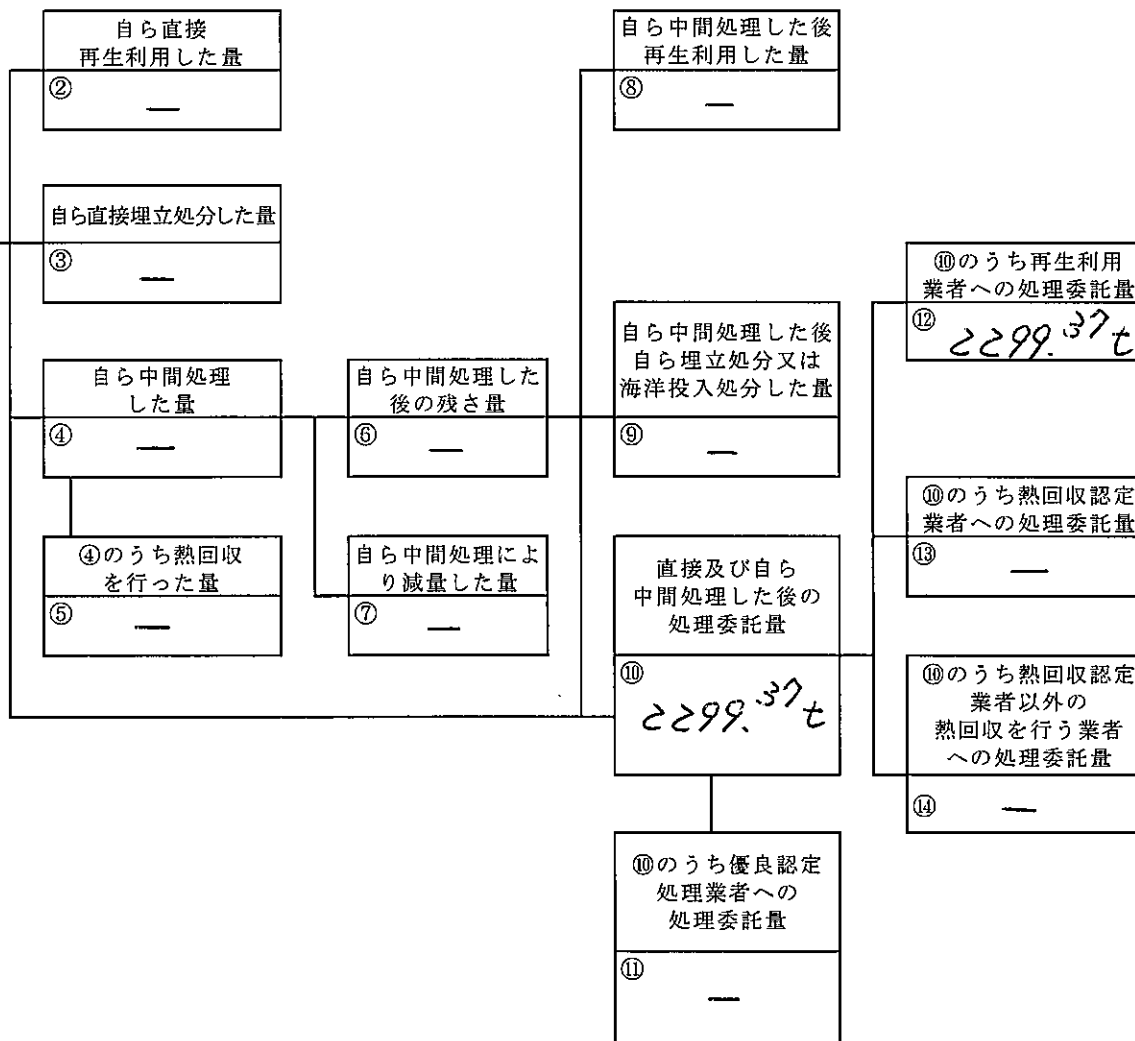 自ら直接
再生利用した量
②
—
自ら中間処理した後
再生利用した量
⑧
—
自ら直接埋立処分した量
③
—
⑩のうち再生利用
業者への処理委託量
⑫
2299.37t
自ら中間処理
した量
④
—
自ら中間処理した
後の残さ量
⑥
—
自ら中間処理した後
自ら埋立処分又は
海洋投入処分した量
⑨
—
⑩のうち熱回収認定
業者への処理委託量
⑬
—
④のうち熱回収
を行った量
⑤
—
自ら中間処理によ
り減量した量
⑦
—
直接及び自ら
中間処理した後の
処理委託量
⑩
2299.37t
⑩のうち熱回収認定
業者以外の
熱回収を行う業者
への処理委託量
⑭
—
⑩のうち優良認定
処理業者への
処理委託量
⑪
—